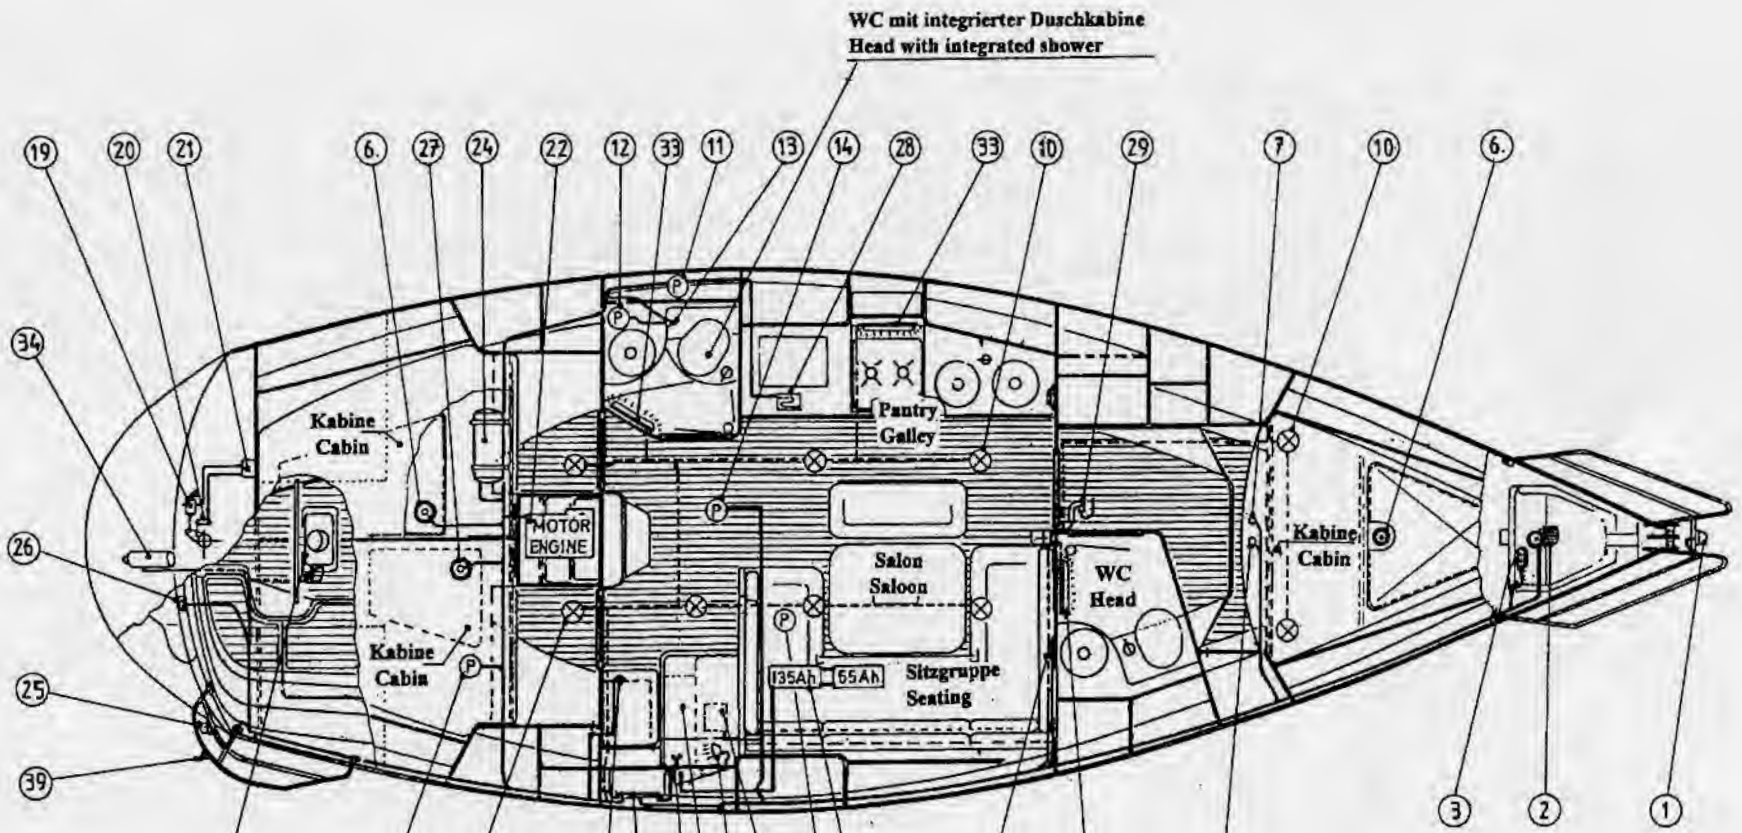 WC mit integrierter Duschkabine
Head with integrated shower
19
20
21
6.
27
24
22
12
33
11
13
14
28
33
10
29
7
10.
6.
P
P
34
Kabine
Cabin
Pantry
Galley
P
MOTOR
ENGINE
26
Kabine
Cabin
Salon
Saloon
WC
Head
P
Kabine
Cabin
P
135Ah
55Ah
Sitzgruppe
Seating
25
39
3
2
1